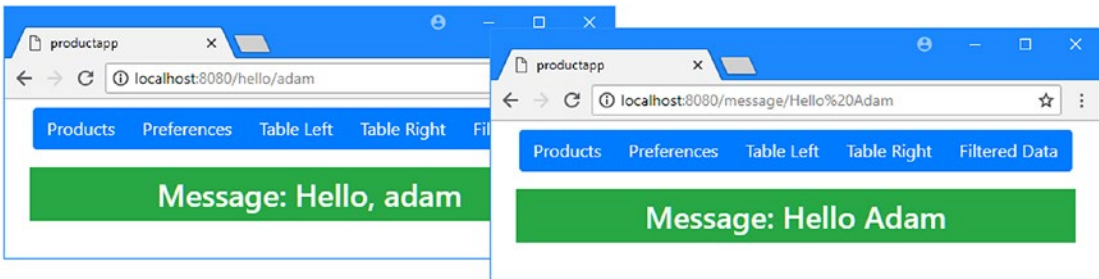 productapp
localhost:8080/hello/adam
Products Preferences Table Left Table Right Fil
Message: Hello, adam
productapp
localhost:8080/message/Hello%20Adam
Products Preferences Table Left Table Right Filtered Data
Message: Hello Adam